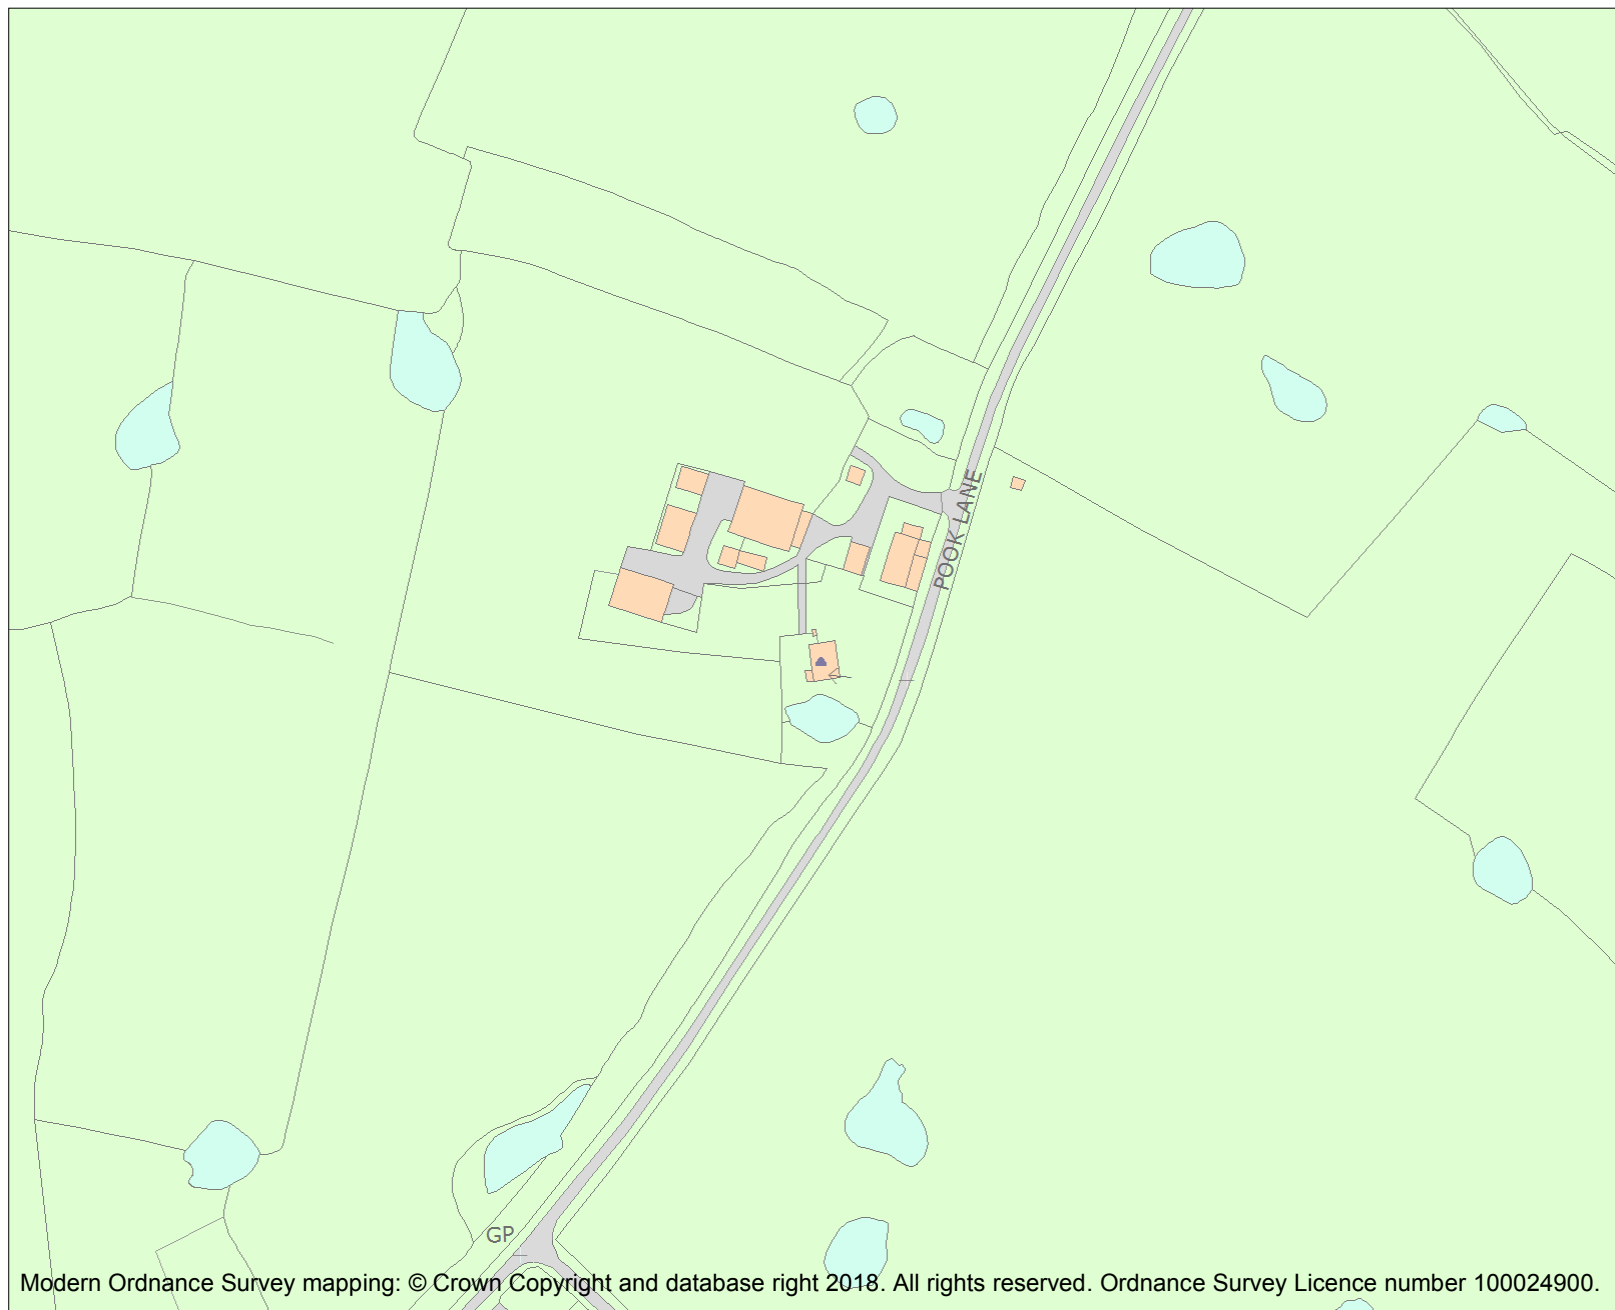 POOK LANE
GP
Modern Ordnance Survey mapping: © Crown Copyright and database right 2018. All rights reserved. Ordnance Survey Licence number 100024900.